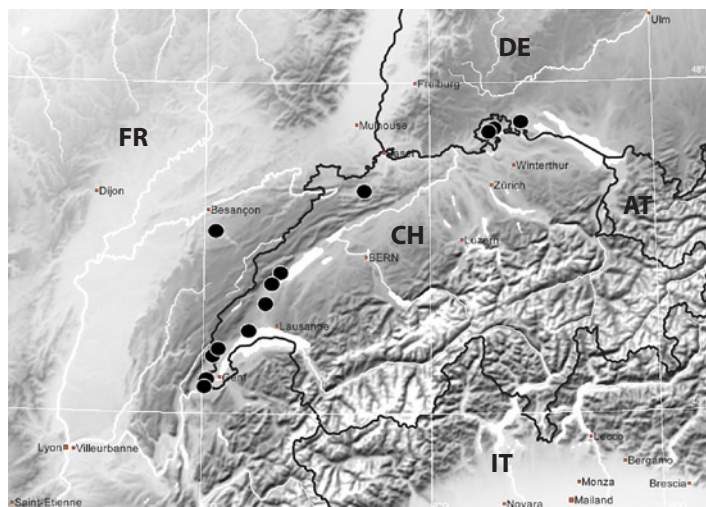 Ulm
DE
48°
Freiburg
FR
Mulhouse
Basel
Winterthur
Dijon
Zürich
Besançon
AT
CH
Luzern
BERN
Lausanne
Genf
Lyon
Villeurbanne
Lecco
IT
Bergamo
Monza
Brescia
Saint-Etienne
Novara
Mailand